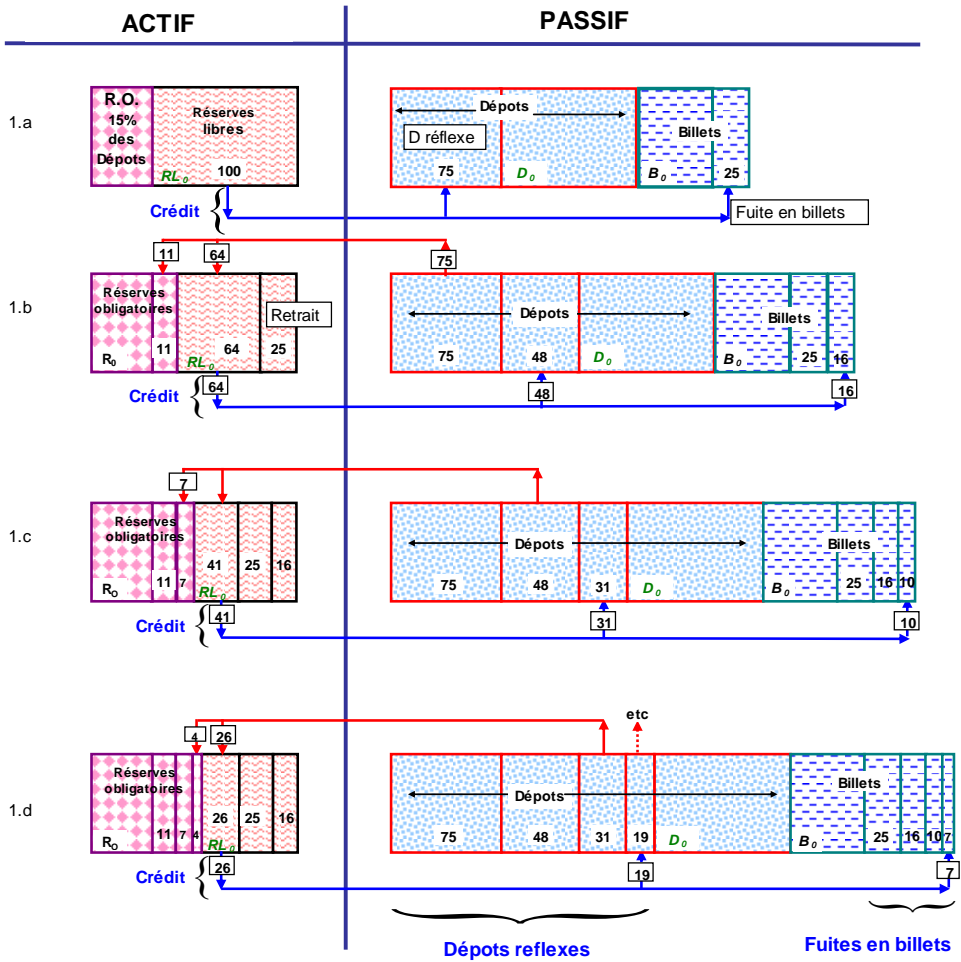 ACTIF
PASSIF
1.a
R.O.
15%
des
Dépots
Réserves
libres
RL₀
100
Crédit
Dépots
D réflexe
75
D₀
Billets
B₀
25
Fuite en billets
1.b
11
64
75
Réserves
obligatoires
R₀
11
RL₀
64
Retrait
25
Crédit
64
Dépots
75
48
D₀
Billets
B₀
25
16
48
16
1.c
7
Réserves
obligatoires
R₀
11
7
41
RL₀
25
16
Crédit
41
Dépots
75
48
31
D₀
Billets
B₀
25
16
10
31
10
1.d
4
26
etc
Réserves
obligatoires
R₀
11
7
4
26
RL₀
25
16
Crédit
26
Dépots
75
48
31
19
D₀
Billets
B₀
25
16
10
7
19
7
Dépots reflexes
Fuites en billets